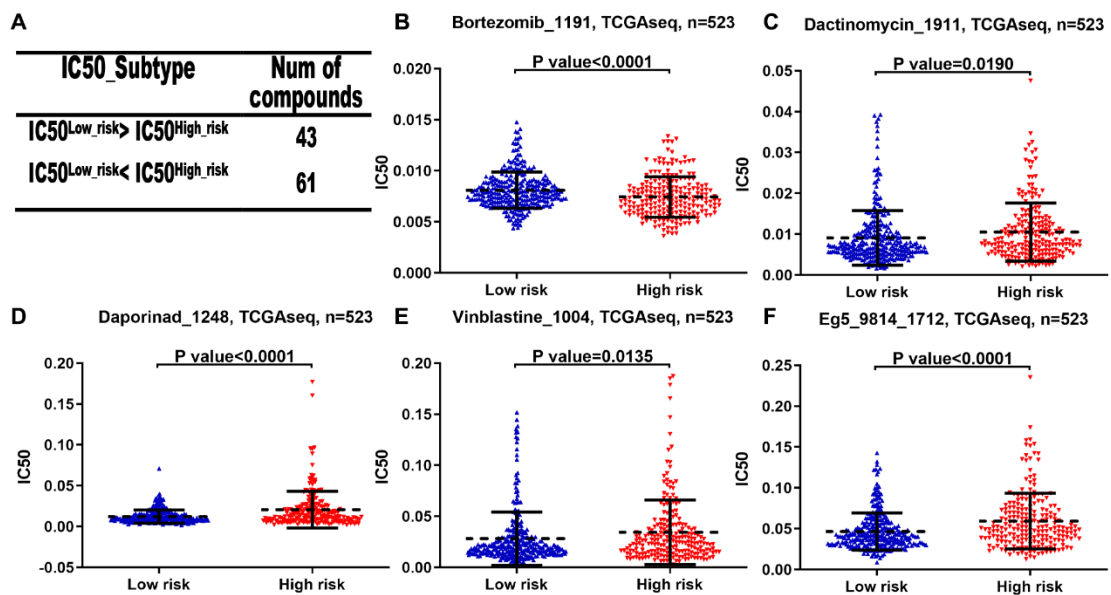 A
IC50_Subtype Num of compounds
IC50Low_risk> IC50High_risk 43
IC50Low_risk< IC50High_risk 61
B
Bortezomib_1191, TCGAseq, n=523
P value<0.0001
IC50
0.020
0.015
0.010
0.005
0.000
Low risk High risk
C
Dactinomycin_1911, TCGAseq, n=523
P value=0.0190
IC50
0.05
0.04
0.03
0.02
0.01
0.00
Low risk High risk
D
Daporinad_1248, TCGAseq, n=523
P value<0.0001
IC50
0.20
0.15
0.10
0.05
0.00
-0.05
Low risk High risk
E
Vinblastine_1004, TCGAseq, n=523
P value=0.0135
IC50
0.20
0.15
0.10
0.05
0.00
Low risk High risk
F
Eg5_9814_1712, TCGAseq, n=523
P value<0.0001
IC50
0.25
0.20
0.15
0.10
0.05
0.00
Low risk High risk